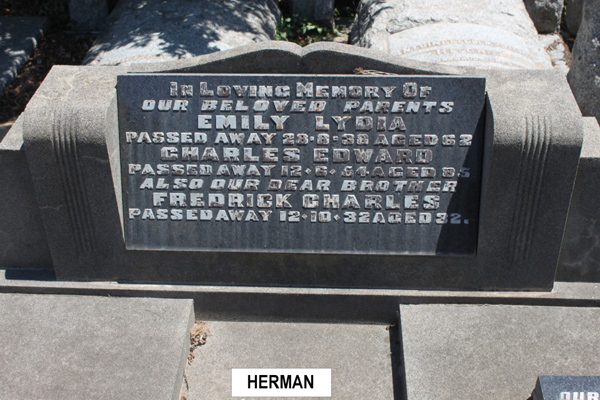 In Loving Memory Of
OUR BELOVED PARENTS
EMILY LYDIA
PASSED AWAY 28·8·38 AGED 62
CHARLES EDWARD
PASSED AWAY 12·6·54 AGED 85
ALSO OUR DEAR BROTHER
FREDRICK CHARLES
PASSED AWAY 12·10·32 AGED 32.
HERMAN
OUR